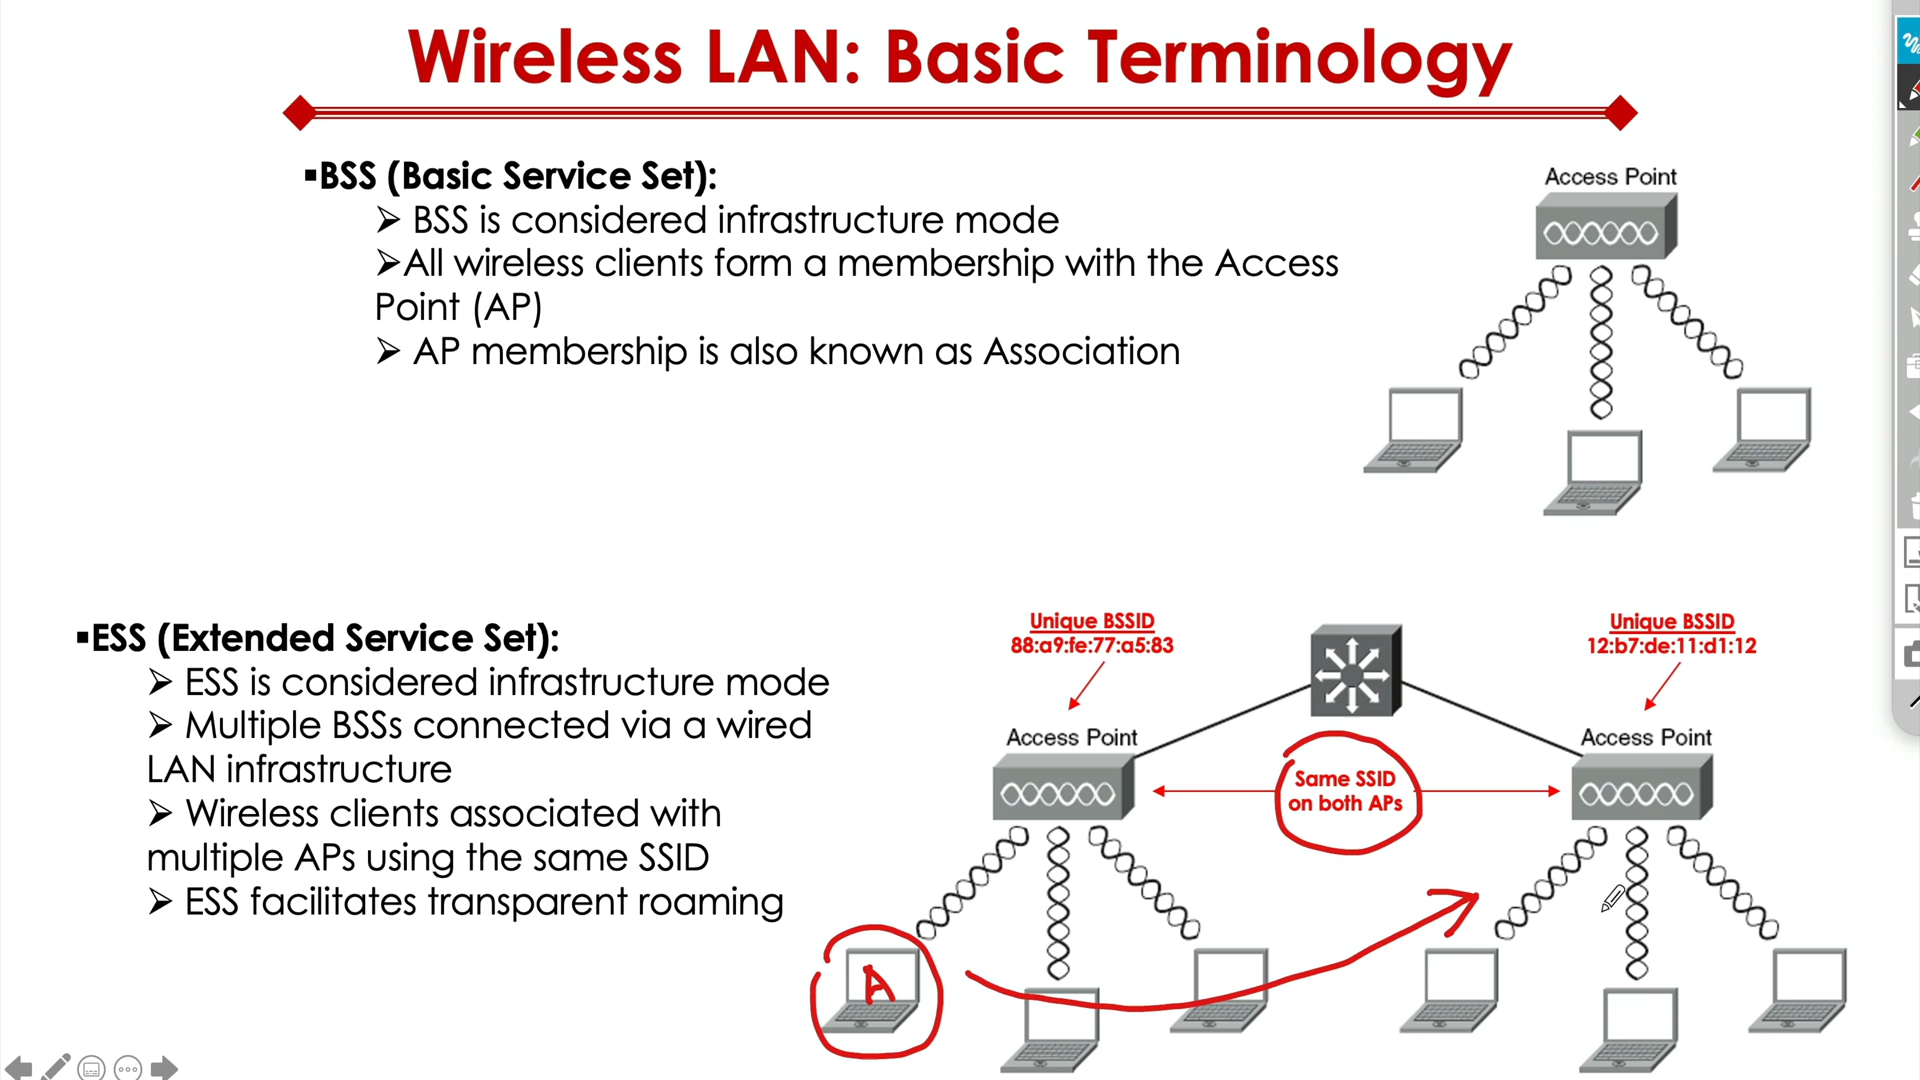 Wireless LAN: Basic Terminology
▪BSS (Basic Service Set):
➢ BSS is considered infrastructure mode
➢All wireless clients form a membership with the Access
Point (AP)
➢ AP membership is also known as Association
Access Point
▪ESS (Extended Service Set):
➢ ESS is considered infrastructure mode
➢ Multiple BSSs connected via a wired
LAN infrastructure
➢ Wireless clients associated with
multiple APs using the same SSID
➢ ESS facilitates transparent roaming
Unique BSSID
88:a9:fe:77:a5:83
Access Point
Unique BSSID
12:b7:de:11:d1:12
Access Point
Same SSID
on both APs
A